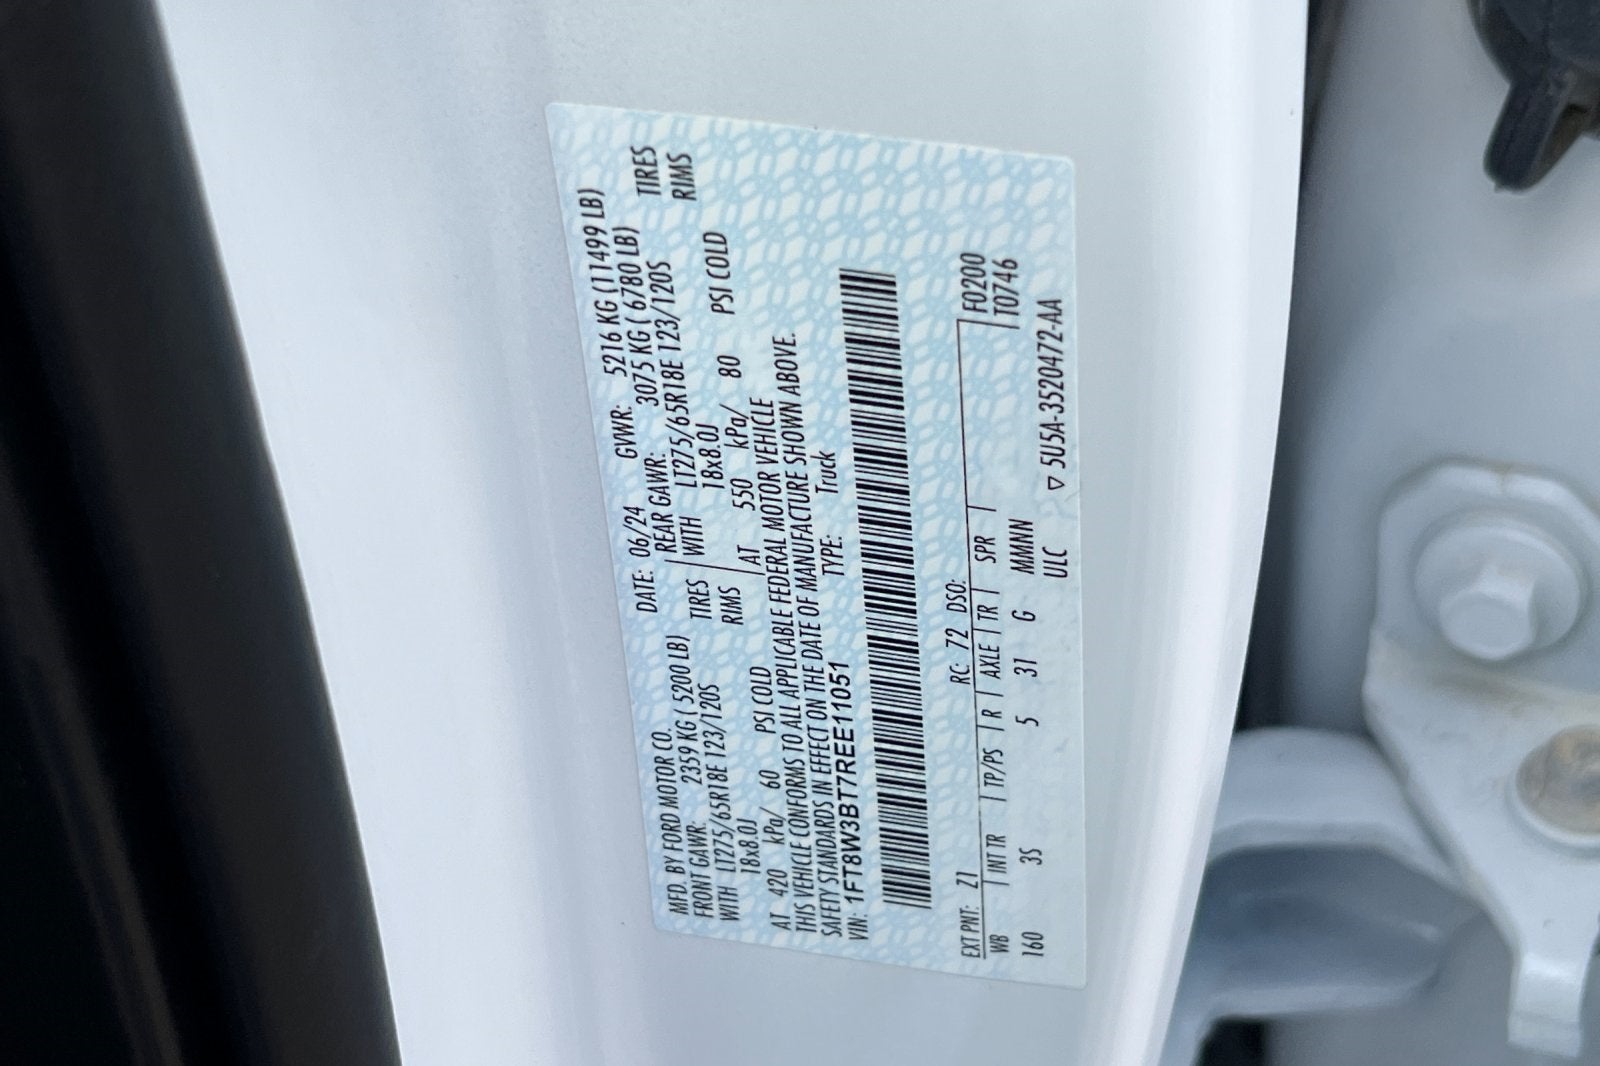 MFD. BY FORD MOTOR CO. DATE: 06/24 GVWR: 5216 KG (11499 LB)
FRONT GAWR: 2359 KG ( 5200 LB) REAR GAWR: 3075 KG ( 6780 LB)
WITH LT275/65R18E 123/120S TIRES WITH LT275/65R18E 123/120S TIRES
18x8.0J RIMS 18x8.0J RIMS
AT 420 kPa/ 60 PSI COLD AT 550 kPa/ 80 PSI COLD
THIS VEHICLE CONFORMS TO ALL APPLICABLE FEDERAL MOTOR VEHICLE
SAFETY STANDARDS IN EFFECT ON THE DATE OF MANUFACTURE SHOWN ABOVE.
VIN: 1FT8W3BT7REE11051 TYPE: Truck
EXT PNT: Z1 RC: 72 DSO: F0200
WB INT TR TP/PS R AXLE TR SPR T0746
160 3S 5 31 G MMNN
ULC ▽ 5U5A-3520472-AA